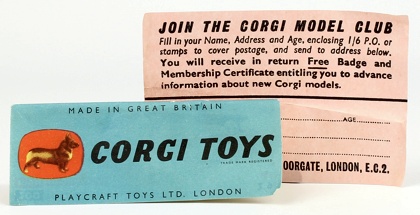 JOIN THE CORGI MODEL CLUB
Fill in your Name, Address and Age, enclosing 1/6 P.O. or
stamps to cover postage, and send to address below.
You will receive in return Free Badge and
Membership Certificate entitling you to advance
information about new Corgi models.
AGE
OORGATE, LONDON, E.C.2.
MADE IN GREAT BRITAIN
CORGI TOYS
TRADE MARK REGISTERED
PLAYCRAFT TOYS LTD. LONDON